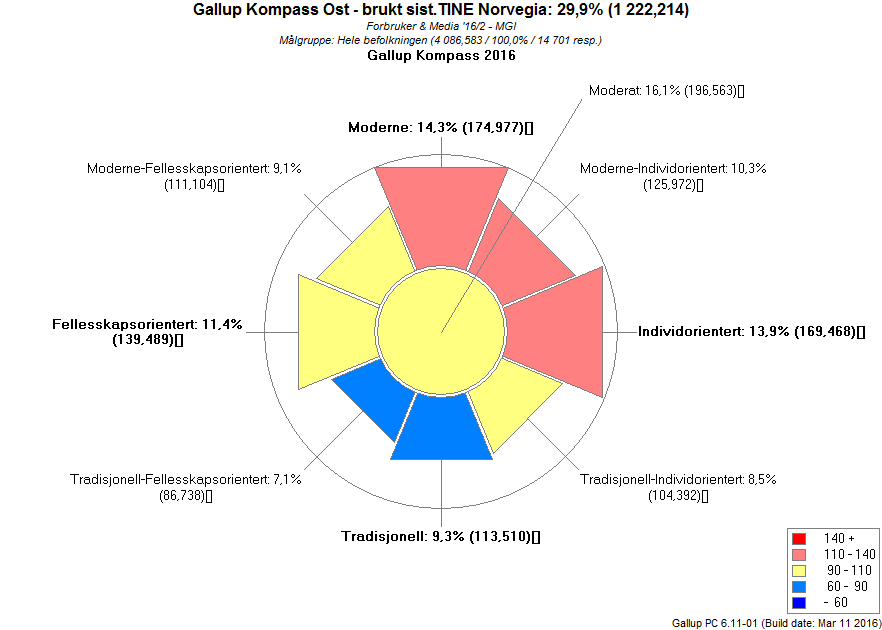 Gallup Kompass Ost - brukt sist.TINE Norvegia: 29,9% (1 222,214)
Forbruker & Media '16/2 - MGI
Målgruppe: Hele befolkningen (4 086,583 / 100,0% / 14 701 resp.)
Gallup Kompass 2016
Moderat: 16,1% (196,563)[]
Moderne: 14,3% (174,977)[]
Moderne-Fellesskapsorientert: 9,1%
(111,104)[]
Moderne-Individorientert: 10,3%
(125,972)[]
Fellesskapsorientert: 11,4%
(139,489)[]
Individorientert: 13,9% (169,468)[]
Tradisjonell-Fellesskapsorientert: 7,1%
(86,738)[]
Tradisjonell-Individorientert: 8,5%
(104,392)[]
Tradisjonell: 9,3% (113,510)[]
140 +
110 - 140
90 - 110
60 - 90
- 60
Gallup PC 6.11-01 (Build date: Mar 11 2016)